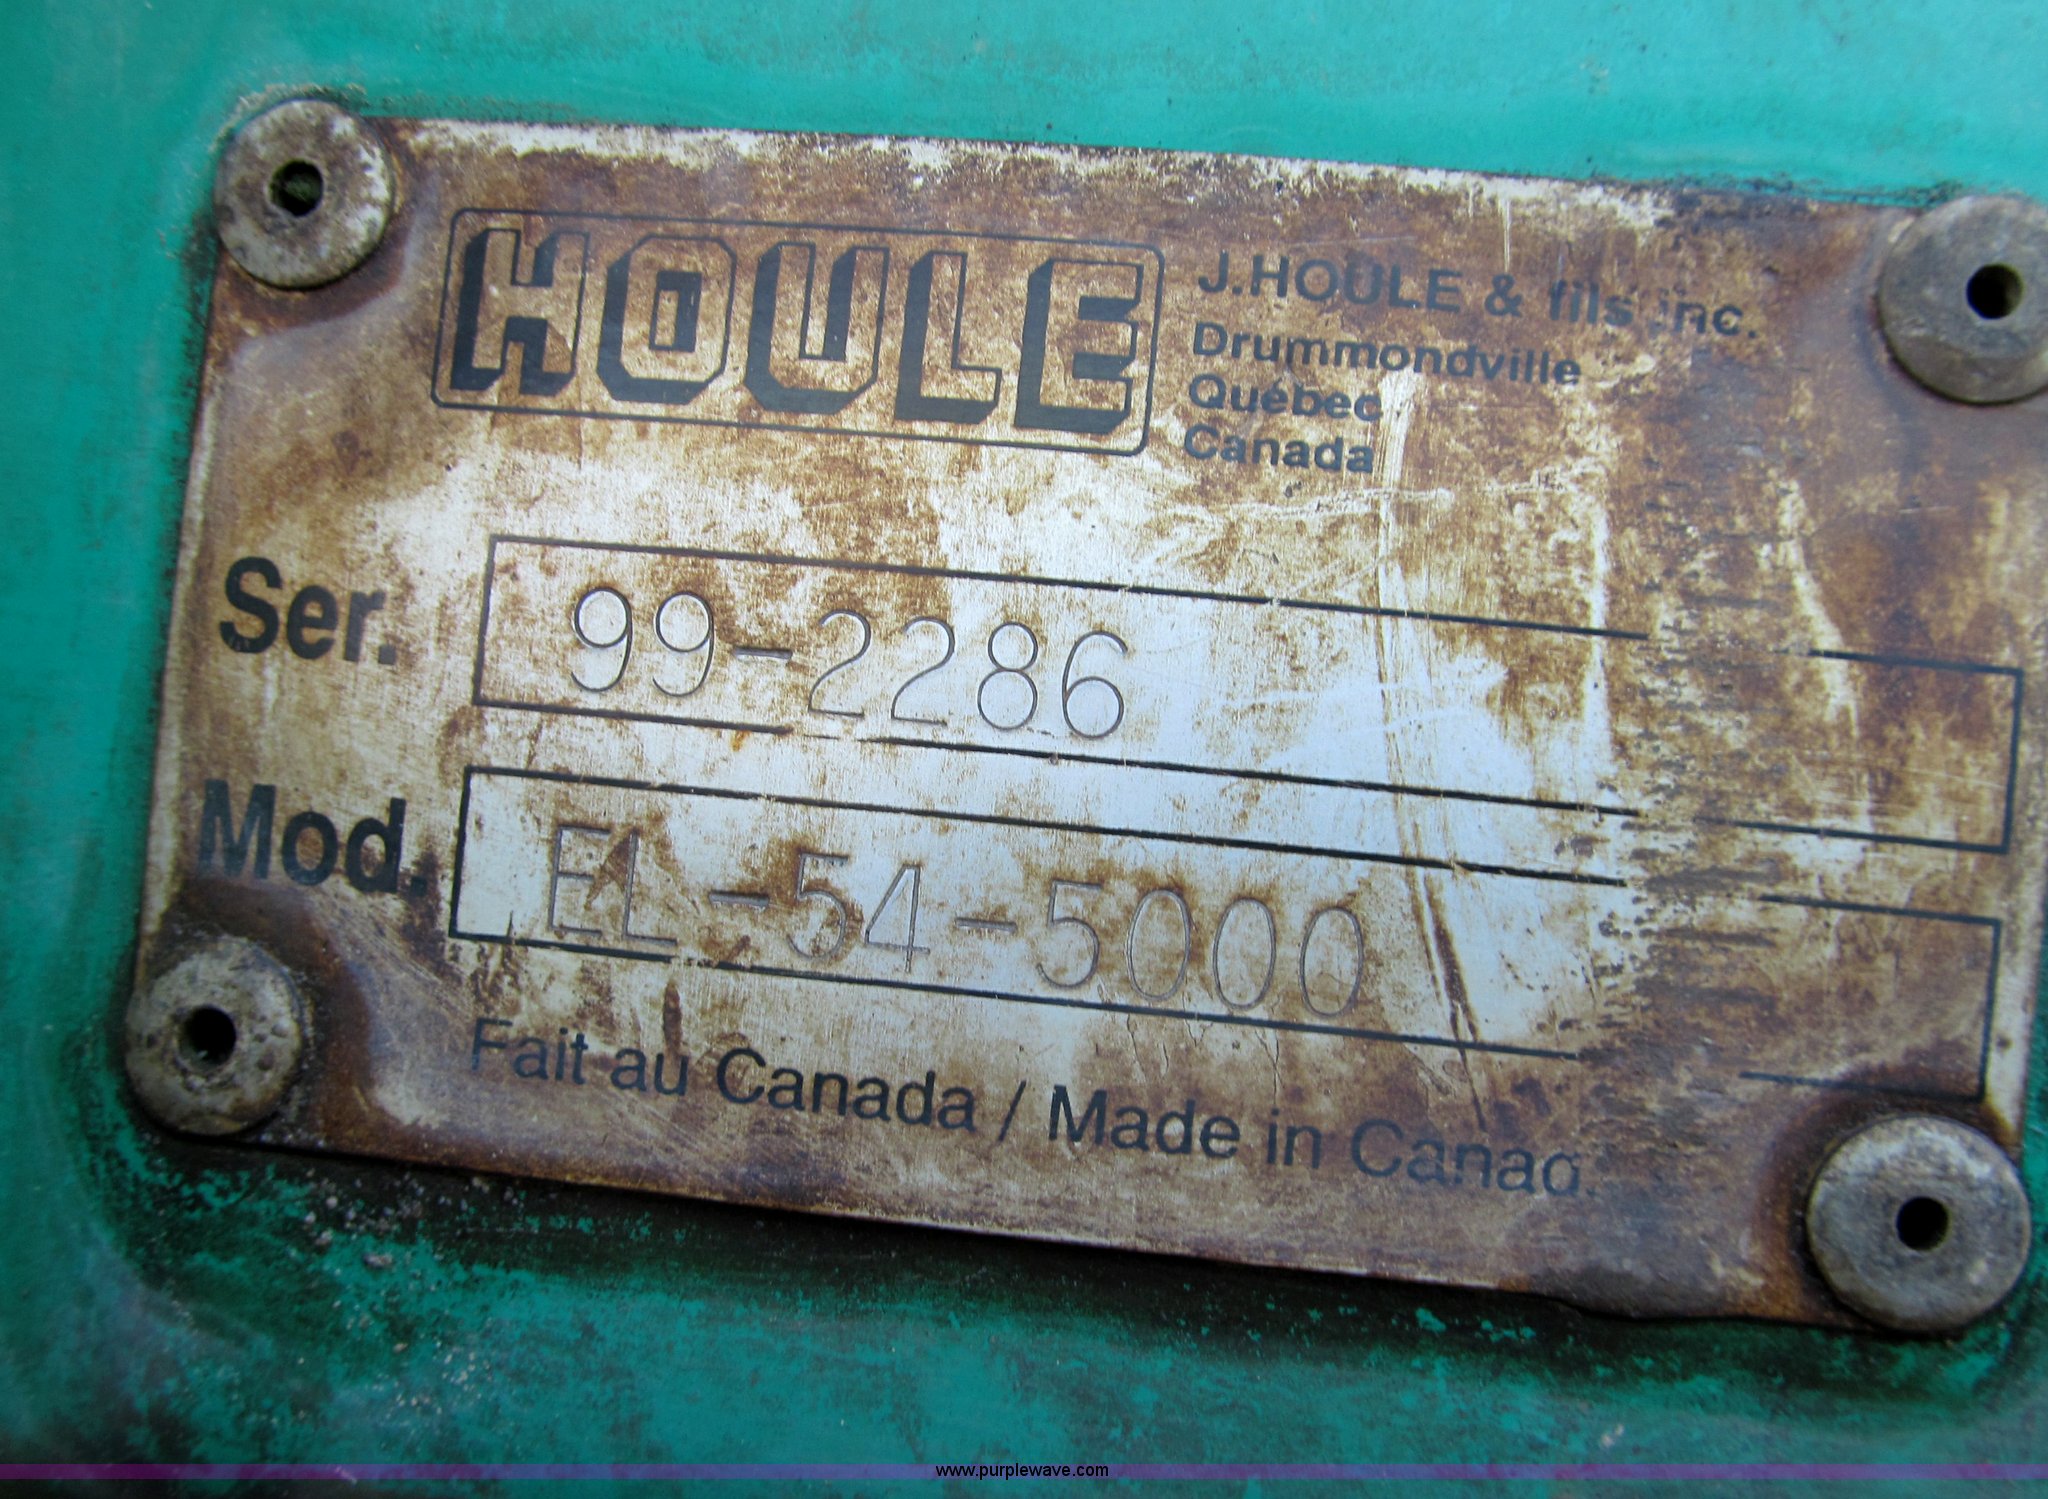 HOULE
J.HOULE & fils inc.
Drummondville
Québec
Canada
Ser. 99-2286
Mod. EL-54-5000
Fait au Canada / Made in Canad
www.purplewave.com